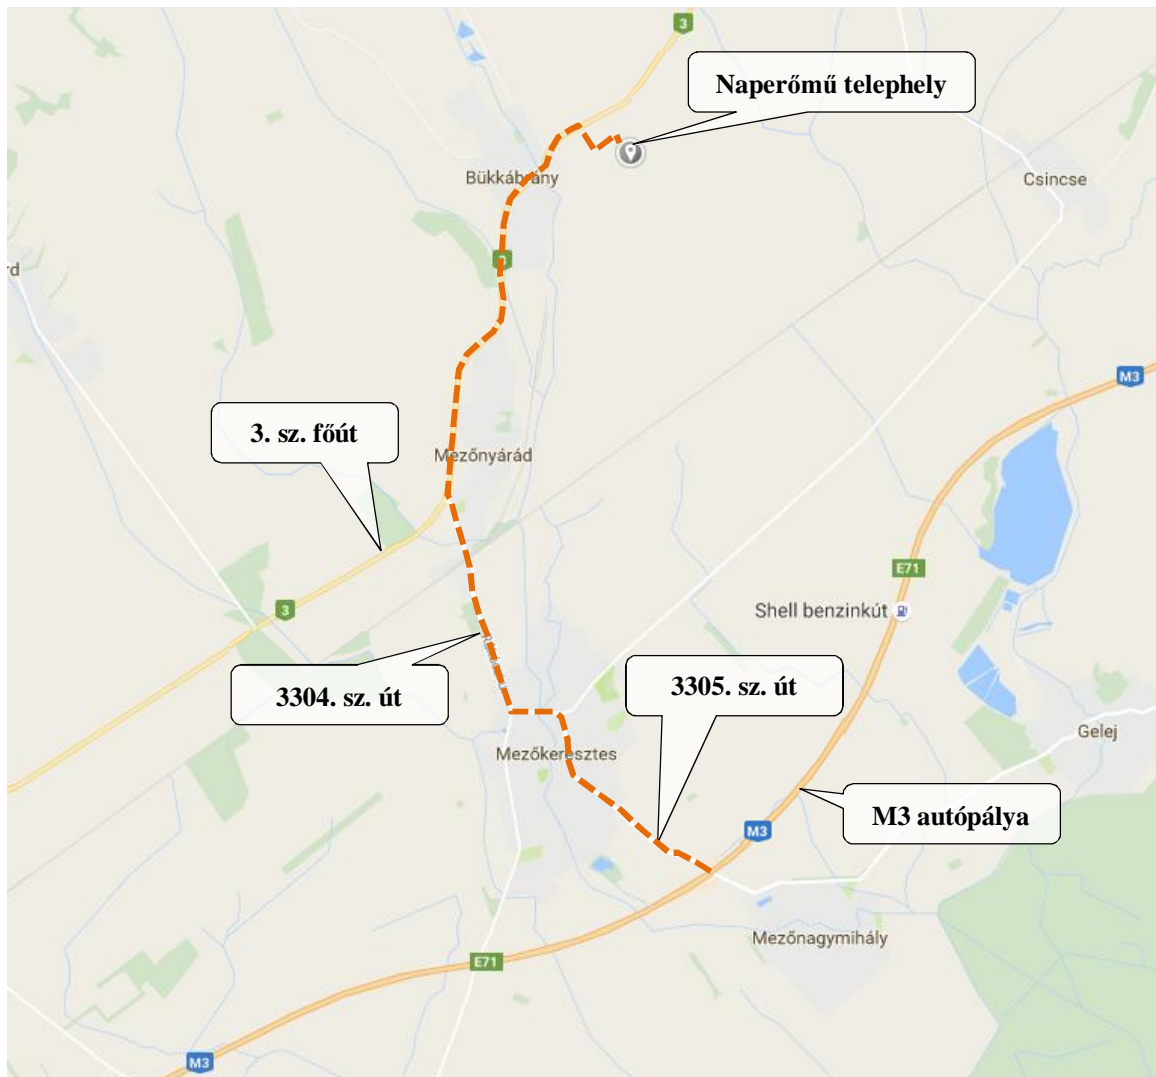 3
Naperőmű telephely
Bükkábrány
Csincse
rd
3
M3
3. sz. főút
Mezőnyárád
E71
3
Shell benzinkút
3304. sz. út
3305. sz. út
Mezőkeresztes
Gelej
M3
M3 autópálya
Mezőnagymihály
E71
M3